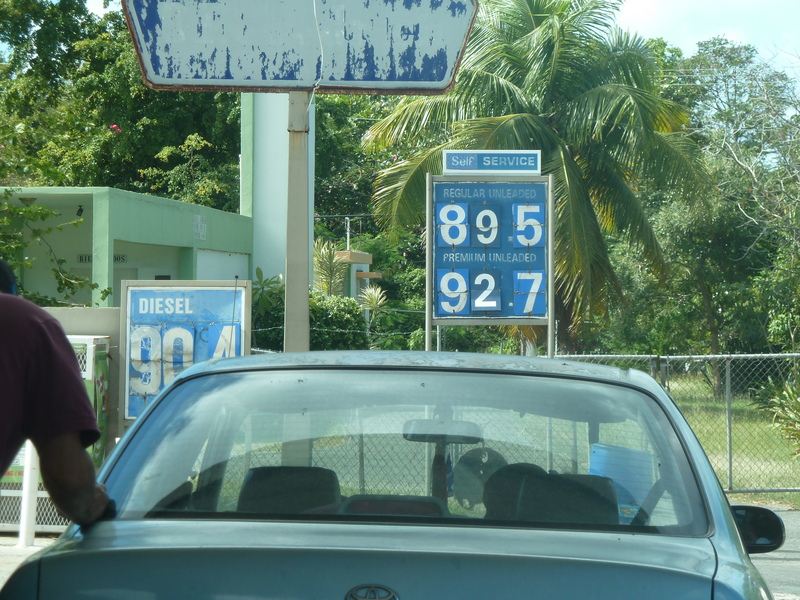 Self SERVICE
REGULAR UNLEADED
89.5
PREMIUM UNLEADED
92.7
DIESEL
90.4